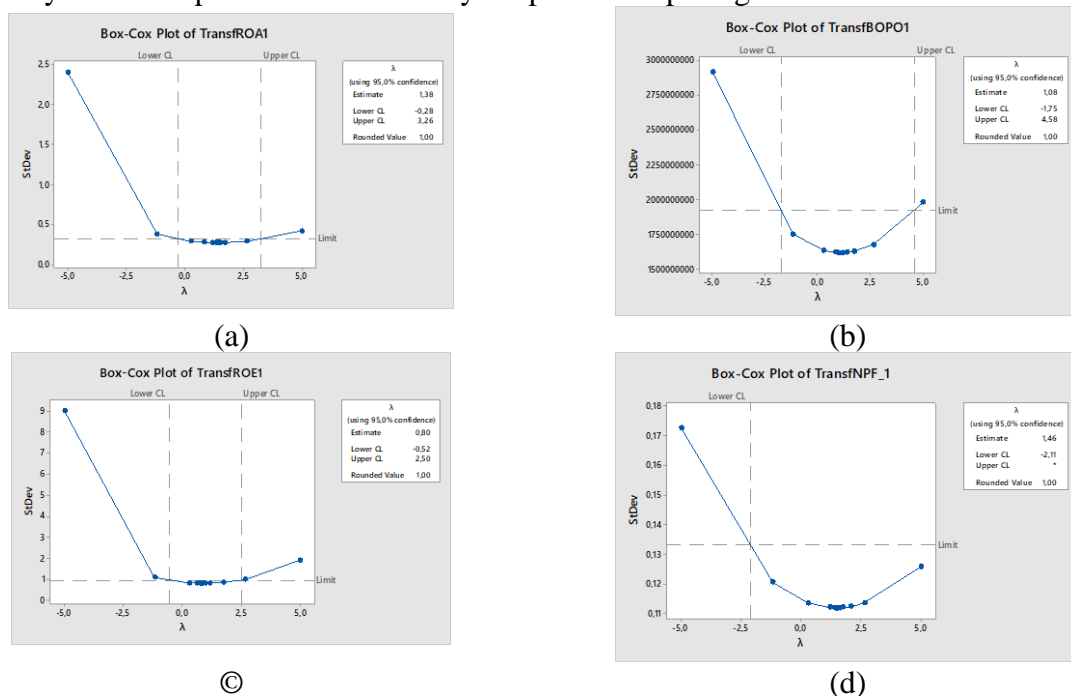 Box-Cox Plot of TransfROA1
Lower CL Upper CL
λ
(using 95,0% confidence)
Estimate 1,38
Lower CL -0,28
Upper CL 3,26
Rounded Value 1,00
StDev
2,5
2,0
1,5
1,0
0,5
0,0
Limit
-5,0 -2,5 0,0 2,5 5,0
λ
(a)
Box-Cox Plot of TransfBOPO1
Lower CL Upper CL
λ
(using 95,0% confidence)
Estimate 1,08
Lower CL -1,75
Upper CL 4,58
Rounded Value 1,00
StDev
3000000000
2750000000
2500000000
2250000000
2000000000
1750000000
1500000000
Limit
-5,0 -2,5 0,0 2,5 5,0
λ
(b)
Box-Cox Plot of TransfROE1
Lower CL Upper CL
λ
(using 95,0% confidence)
Estimate 0,80
Lower CL -0,52
Upper CL 2,50
Rounded Value 1,00
StDev
9
8
7
6
5
4
3
2
1
0
Limit
-5,0 -2,5 0,0 2,5 5,0
λ
©
Box-Cox Plot of TransfNPF_1
Lower CL
λ
(using 95,0% confidence)
Estimate 1,46
Lower CL -2,11
Upper CL *
Rounded Value 1,00
StDev
0,18
0,17
0,16
0,15
0,14
0,13
0,12
0,11
Limit
-5,0 -2,5 0,0 2,5 5,0
λ
(d)